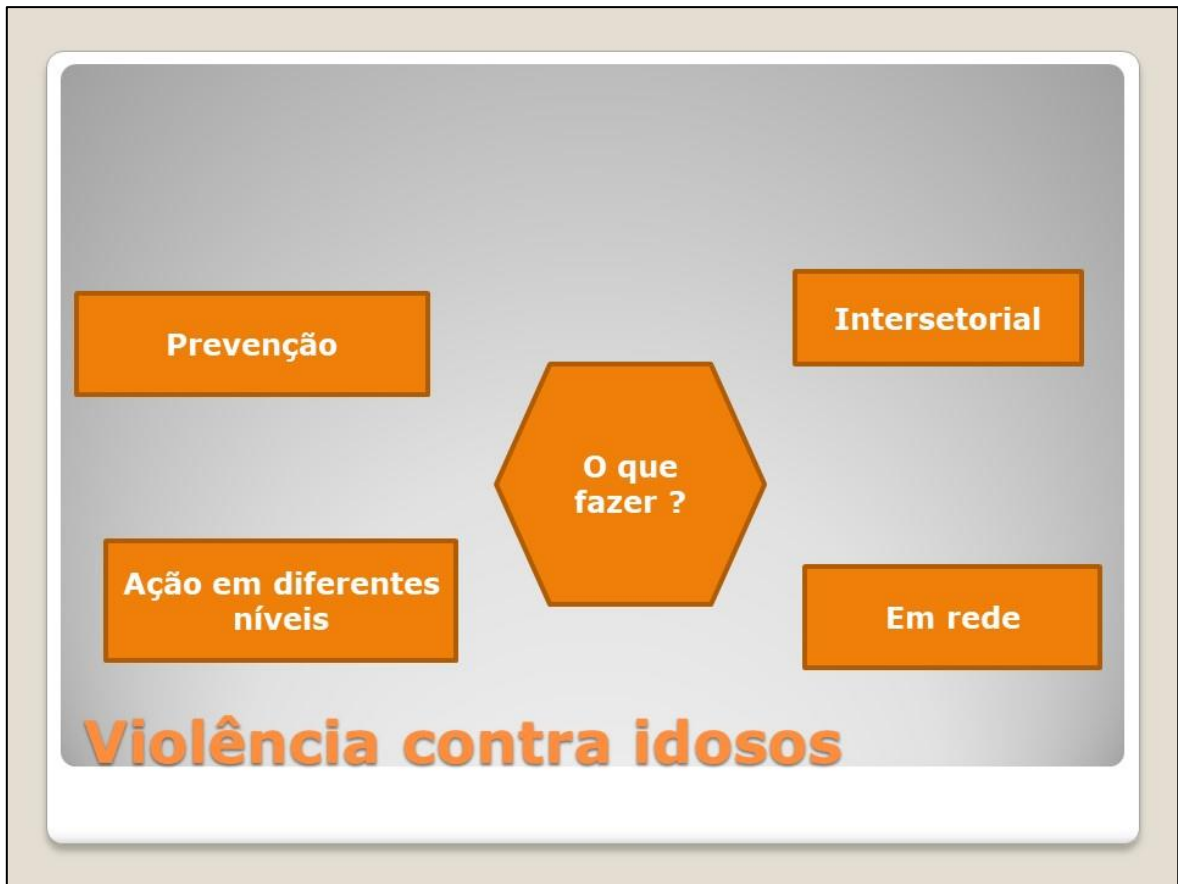 Prevenção
Intersetorial
O que
fazer ?
Ação em diferentes
níveis
Em rede
Violência contra idosos